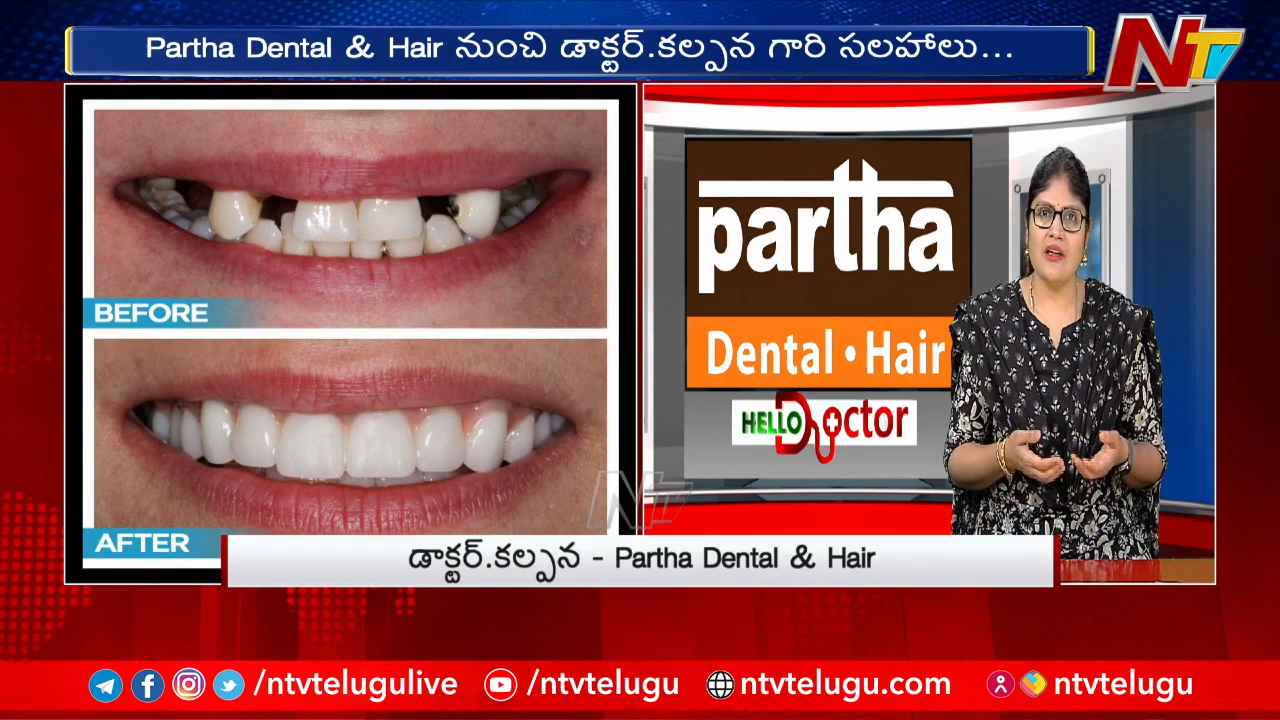 Partha Dental & Hair నుంచి డాక్టర్.కల్పన గారి సలహాలు...
NTV
BEFORE
AFTER
partha
Dental • Hair
HELLO Doctor
NTV
డాక్టర్.కల్పన - Partha Dental & Hair
/ntvtelugulive
/ntvtelugu
ntvtelugu.com
ntvtelugu